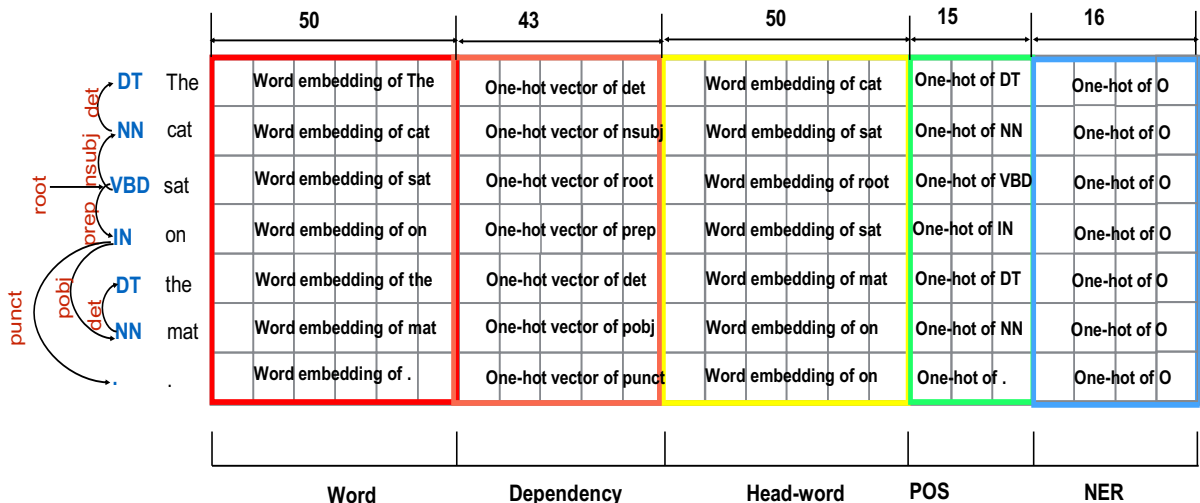 50 43 50 15 16
DT The Word embedding of The One-hot vector of det Word embedding of cat One-hot of DT One-hot of O
det
NN cat Word embedding of cat One-hot vector of nsubj Word embedding of sat One-hot of NN One-hot of O
nsubj
root VBD sat Word embedding of sat One-hot vector of root Word embedding of root One-hot of VBD One-hot of O
prep
IN on Word embedding of on One-hot vector of prep Word embedding of sat One-hot of IN One-hot of O
DT the Word embedding of the One-hot vector of det Word embedding of mat One-hot of DT One-hot of O
punct
pobj
det
NN mat Word embedding of mat One-hot vector of pobj Word embedding of on One-hot of NN One-hot of O
. . Word embedding of . One-hot vector of punct Word embedding of on One-hot of . One-hot of O
Word Dependency Head-word POS NER